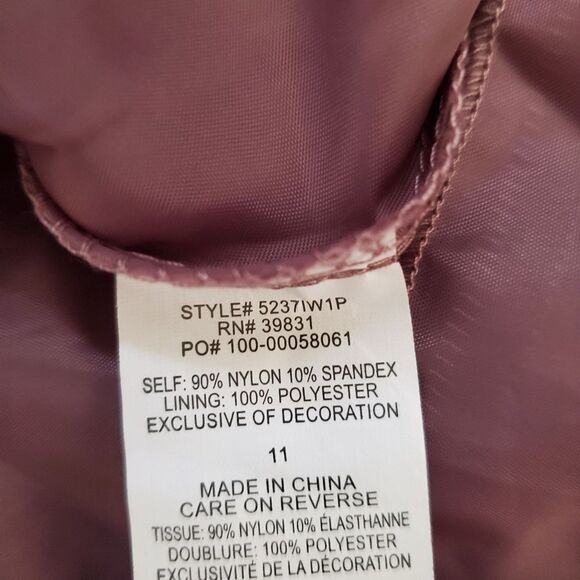 STYLE# 5237IW1P
RN# 39831
PO# 100-00058061
SELF: 90% NYLON 10% SPANDEX
LINING: 100% POLYESTER
EXCLUSIVE OF DECORATION
11
MADE IN CHINA
CARE ON REVERSE
TISSUE: 90% NYLON 10% ÉLASTHANNE
DOUBLURE: 100% POLYESTER
EXCLUSIVITÉ DE LA DÉCORATION